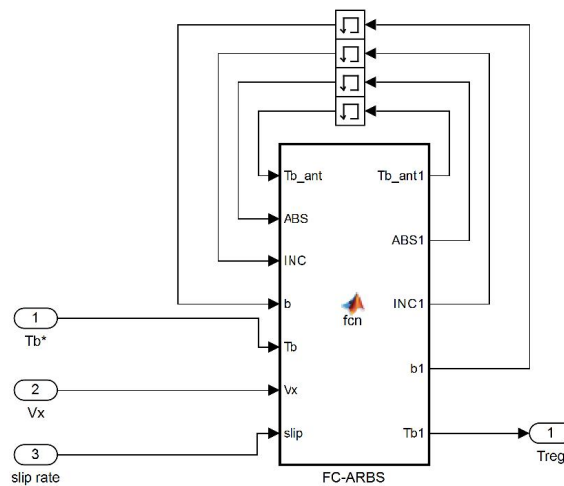 Tb_ant
Tb_ant1
ABS
ABS1
INC
INC1
b
fcn
1
Tb*
Tb
b1
2
Vx
Vx
3
slip rate
slip
Tb1
1
Treg
FC-ARBS